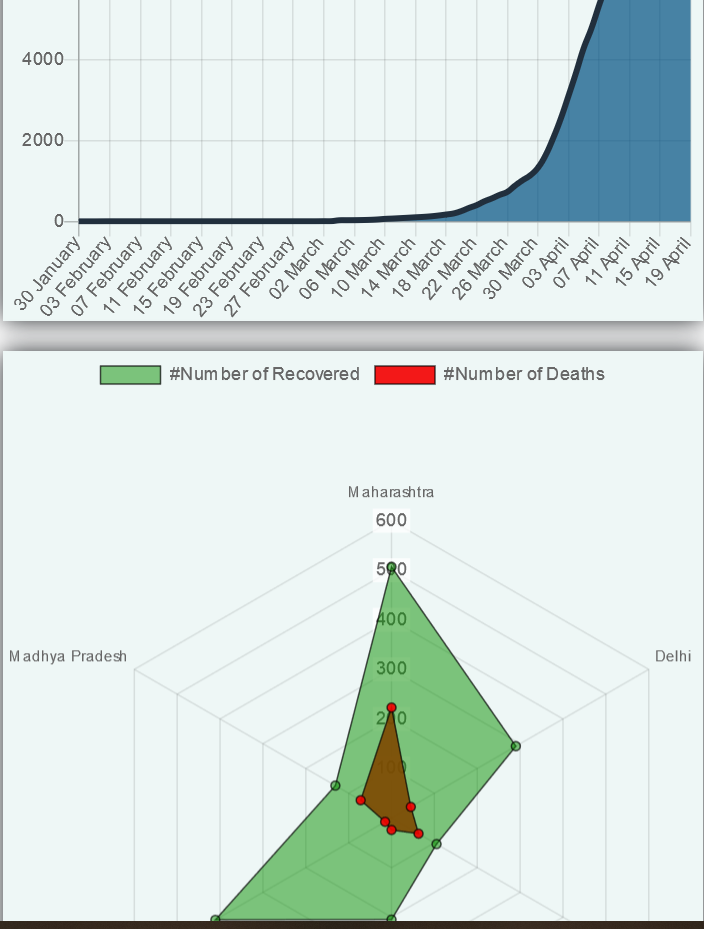 4000
2000
0
30 January
03 February
07 February
11 February
15 February
19 February
23 February
27 February
02 March
06 March
10 March
14 March
18 March
22 March
26 March
30 March
03 April
07 April
11 April
15 April
19 April
#Number of Recovered #Number of Deaths
Maharashtra
600
500
400
300
Madhya Pradesh Delhi
200
100